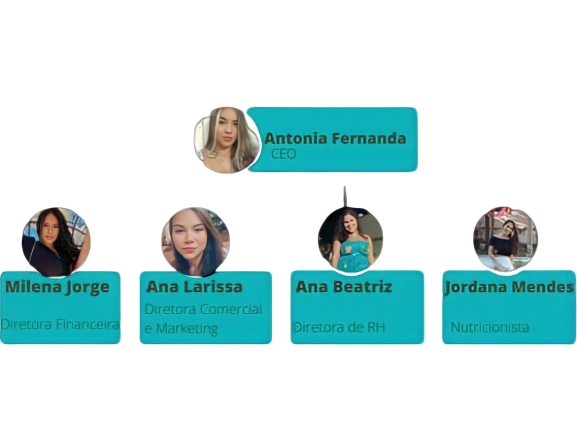 Antonia Fernanda
CEO
Milena Jorge
Ana Larissa
Ana Beatriz
Jordana Mendes
Diretora Financeira
Diretora Comercial
e Marketing
Diretora de RH
Nutricionista